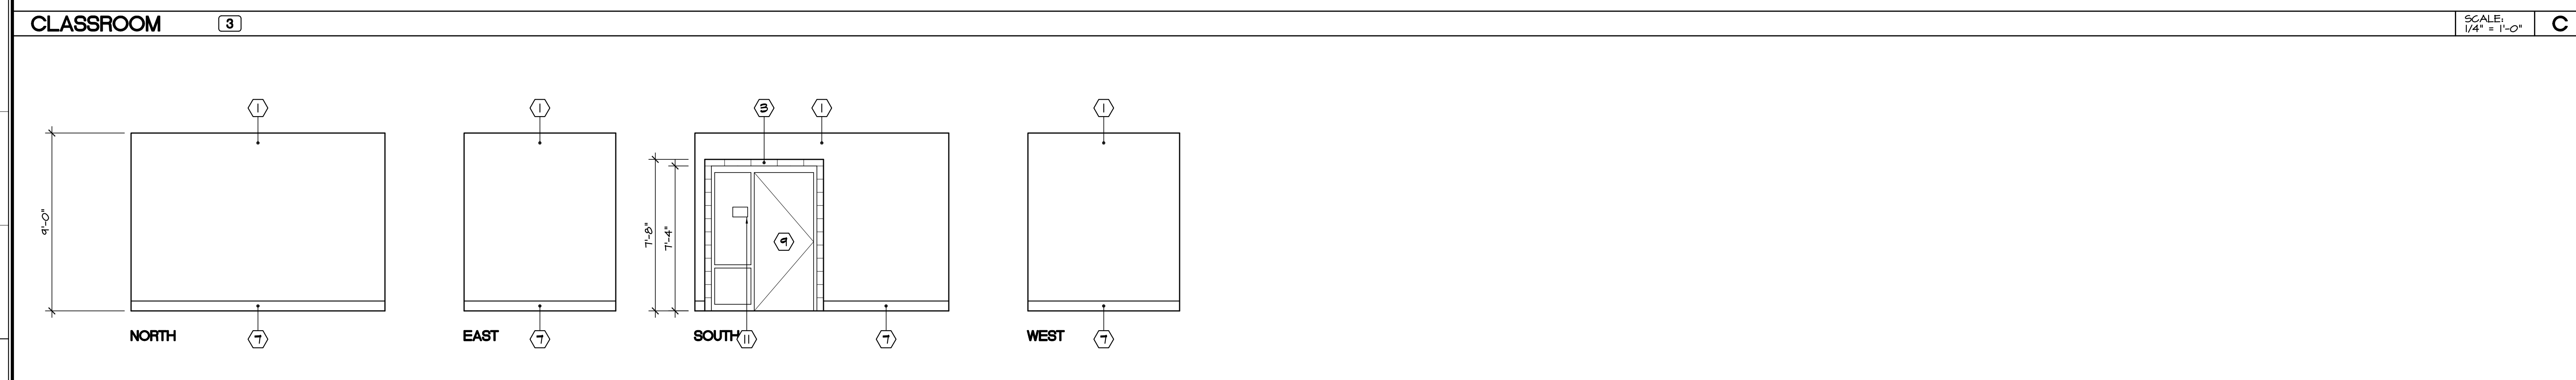 CLASSROOM 3
SCALE:
1/4" = 1'-0"
C
1 1 3 1 1
9'-0"
7'-8"
7'-4"
9
NORTH 7 EAST 7 SOUTH 11 7 WEST 7